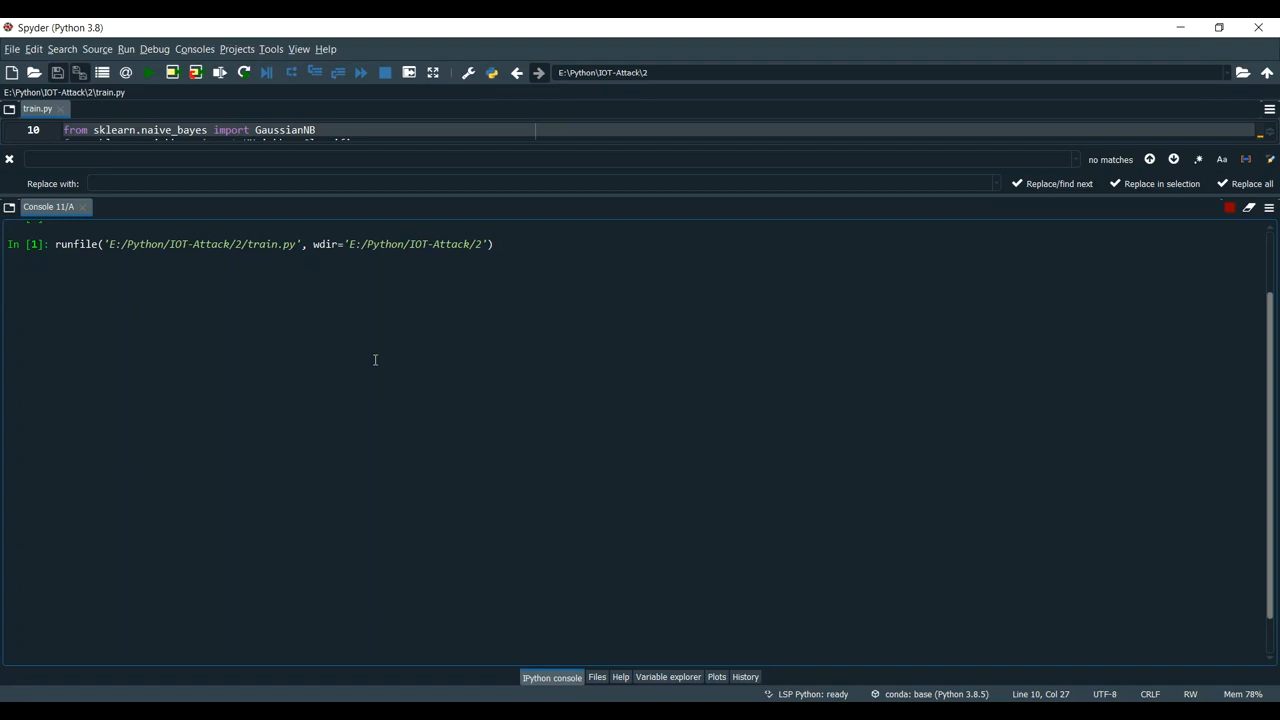 Spyder (Python 3.8)
File Edit Search Source Run Debug Consoles Projects Tools View Help
E:\Python\IOT-Attack\2
E:\Python\IOT-Attack\2\train.py
train.py
10 from sklearn.naive_bayes import GaussianNB
no matches Aa
Replace with: Replace/find next Replace in selection Replace all
Console 11/A
In [1]: runfile('E:/Python/IOT-Attack/2/train.py', wdir='E:/Python/IOT-Attack/2')
IPython console Files Help Variable explorer Plots History
LSP Python: ready conda: base (Python 3.8.5) Line 10, Col 27 UTF-8 CRLF RW Mem 78%